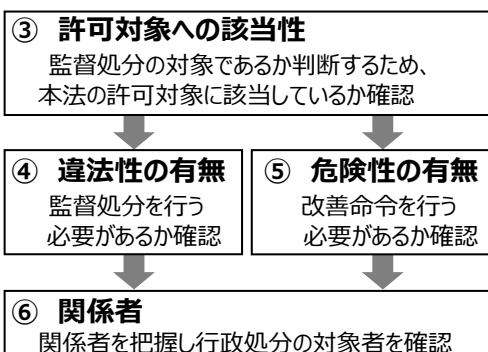 ③ 許可対象への該当性
監督処分の対象であるか判断するため、
本法の許可対象に該当しているか確認
④ 違法性の有無
監督処分を行う
必要があるか確認
⑤ 危険性の有無
改善命令を行う
必要があるか確認
⑥ 関係者
関係者を把握し行政処分の対象者を確認